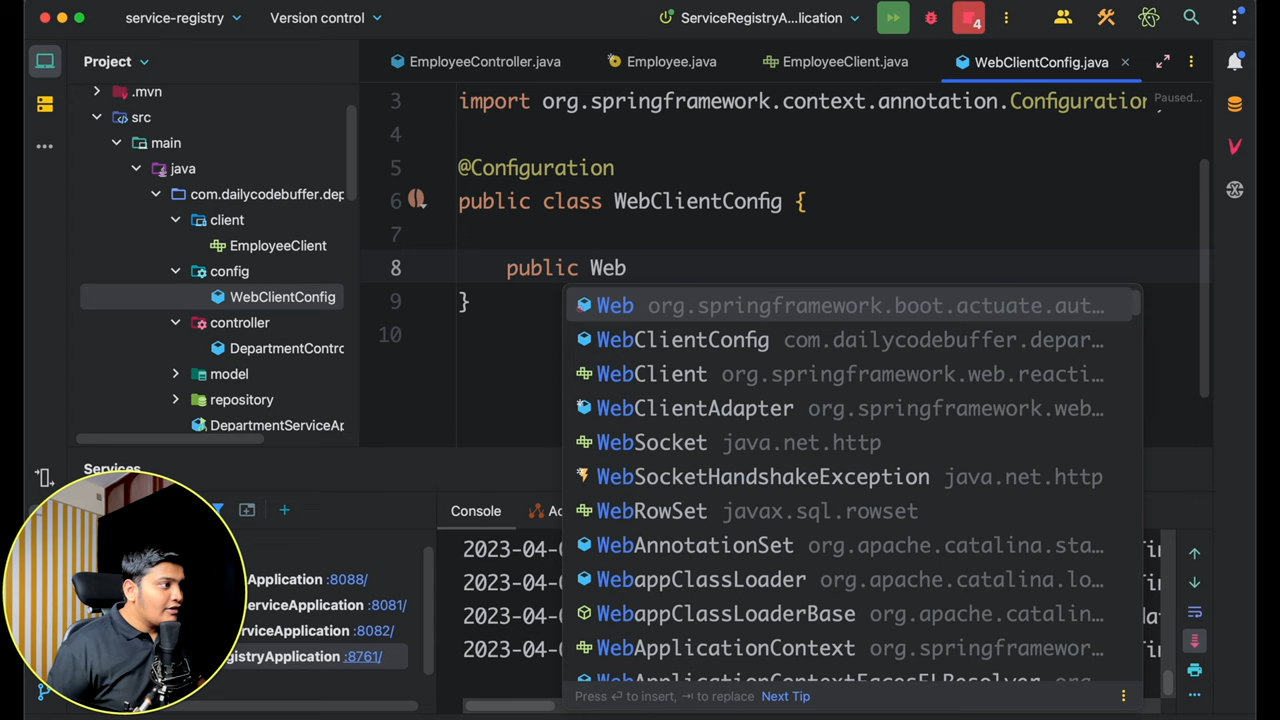 service-registry
Version control
ServiceRegistryA...lication
4
Project
EmployeeController.java
Employee.java
EmployeeClient.java
WebClientConfig.java
.mvn
src
main
java
com.dailycodebuffer.dep
client
EmployeeClient
config
WebClientConfig
controller
DepartmentContro
model
repository
DepartmentServiceAp
3 import org.springframework.context.annotation.Configuration
Paused...
4
5 @Configuration
6 public class WebClientConfig {
7
8 public Web
9 }
10
Web org.springframework.boot.actuate.aut...
WebClientConfig com.dailycodebuffer.depar...
WebClient org.springframework.web.reacti...
WebClientAdapter org.springframework.web...
WebSocket java.net.http
WebSocketHandshakeException java.net.http
WebRowSet javax.sql.rowset
WebAnnotationSet org.apache.catalina.sta...
WebappClassLoader org.apache.catalina.lo...
WebappClassLoaderBase org.apache.catalin...
WebApplicationContext org.springframewor...
Press ⏎ to insert, ⇥ to replace Next Tip
Services
Console
Ac
Application :8088/
erviceApplication :8081/
erviceApplication :8082/
gistryApplication :8761/
2023-04-0
2023-04-0
2023-04-0
2023-04-0